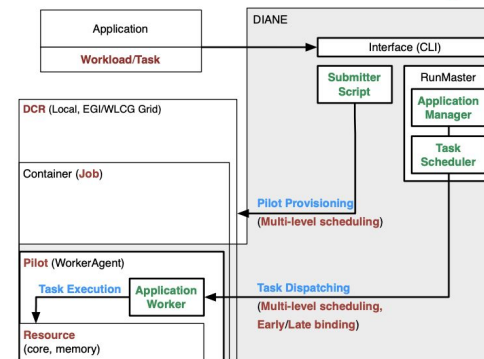 DIANE
Application
Workload/Task
Interface (CLI)
Submitter
Script
RunMaster
Application
Manager
Task
Scheduler
DCR (Local, EGI/WLCG Grid)
Container (Job)
Pilot Provisioning
(Multi-level scheduling)
Pilot (WorkerAgent)
Task Execution
Application
Worker
Task Dispatching
(Multi-level scheduling,
Early/Late binding)
Resource
(core, memory)